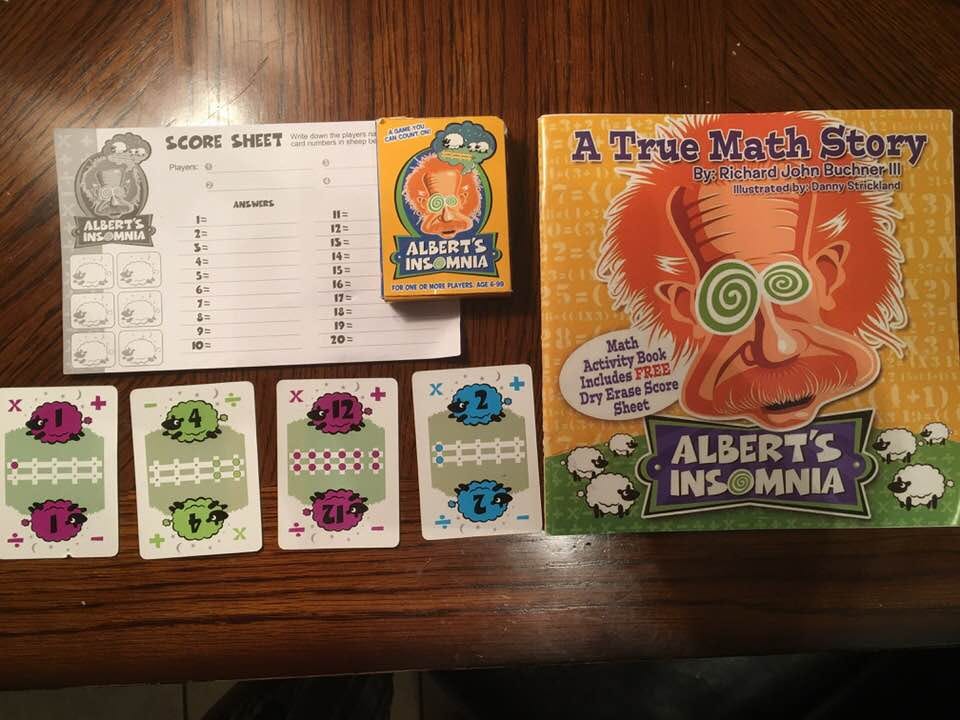 SCORE SHEET
Write down the players
card numbers in sheep
Players: 1 3
2 4
ANSWERS
1= 11=
2= 12=
3= 13=
4= 14=
5= 15=
6= 16=
7= 17=
8= 18=
9= 19=
10= 20=
ALBERT'S
INSOMNIA
A GAME YOU
CAN COUNT ON!
ALBERT'S
INSOMNIA
FOR ONE OR MORE PLAYERS. AGE 6-99
A True Math Story
By: Richard John Buchner III
Illustrated by: Danny Strickland
Math
Activity Book
Includes FREE
Dry Erase Score
Sheet
ALBERT'S
INSOMNIA
X 1 +
÷ 1 -
- 4 ÷
+ 4 X
X 12 +
÷ 12 -
X 2 +
÷ 2 -